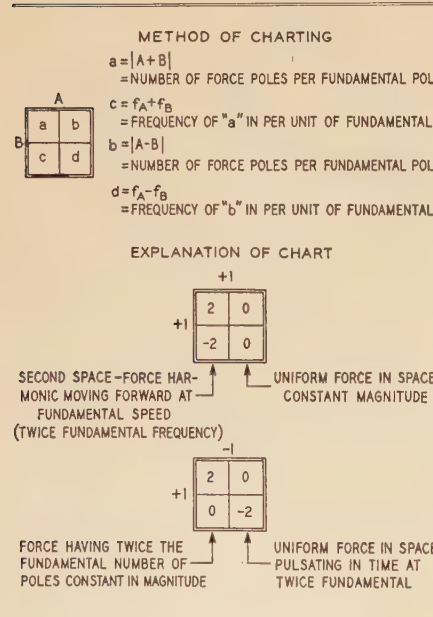 METHOD OF CHARTING
a=|A+B|
=NUMBER OF FORCE POLES PER FUNDAMENTAL POL
c=fA+fB
=FREQUENCY OF "a" IN PER UNIT OF FUNDAMENTAL
b=|A-B|
=NUMBER OF FORCE POLES PER FUNDAMENTAL POL
d=fA-fB
=FREQUENCY OF "b" IN PER UNIT OF FUNDAMENTAL
A
B
a b
c d
EXPLANATION OF CHART
+1
+1
2 0
-2 0
SECOND SPACE-FORCE HAR-
MONIC MOVING FORWARD AT
FUNDAMENTAL SPEED
(TWICE FUNDAMENTAL FREQUENCY)
UNIFORM FORCE IN SPACE
CONSTANT MAGNITUDE
-1
+1
2 0
0 -2
FORCE HAVING TWICE THE
FUNDAMENTAL NUMBER OF
POLES CONSTANT IN MAGNITUDE
UNIFORM FORCE IN SPACE
PULSATING IN TIME AT
TWICE FUNDAMENTAL